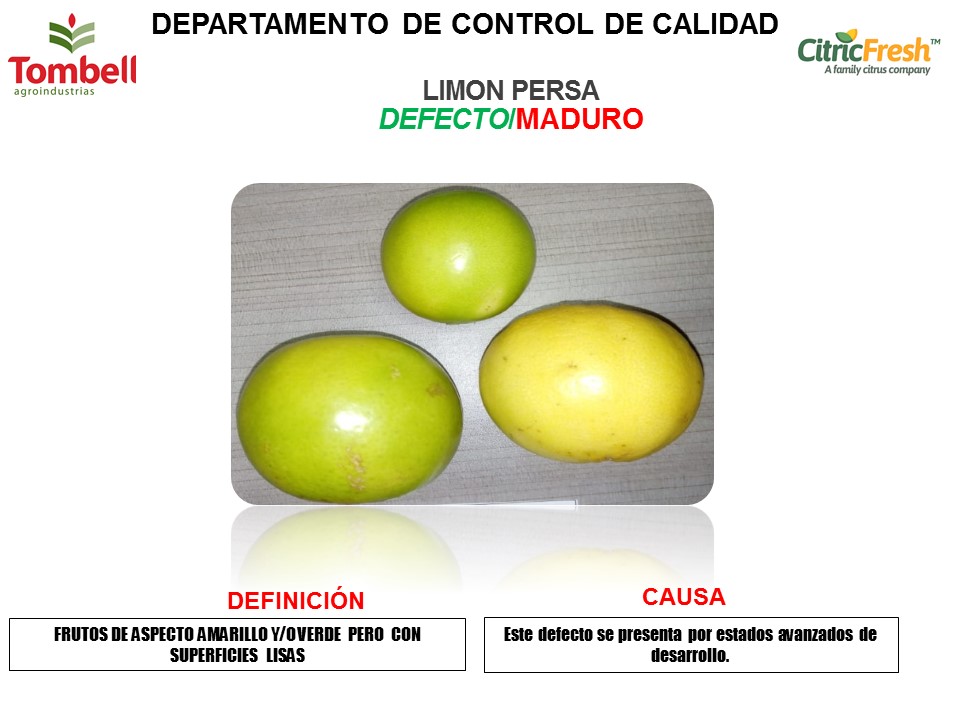 DEPARTAMENTO DE CONTROL DE CALIDAD
Tombell
agroindustrias
CitricFresh™
A family citrus company
LIMON PERSA
DEFECTO/MADURO
DEFINICIÓN
FRUTOS DE ASPECTO AMARILLO Y/OVERDE PERO CON
SUPERFICIES LISAS
CAUSA
Este defecto se presenta por estados avanzados de
desarrollo.